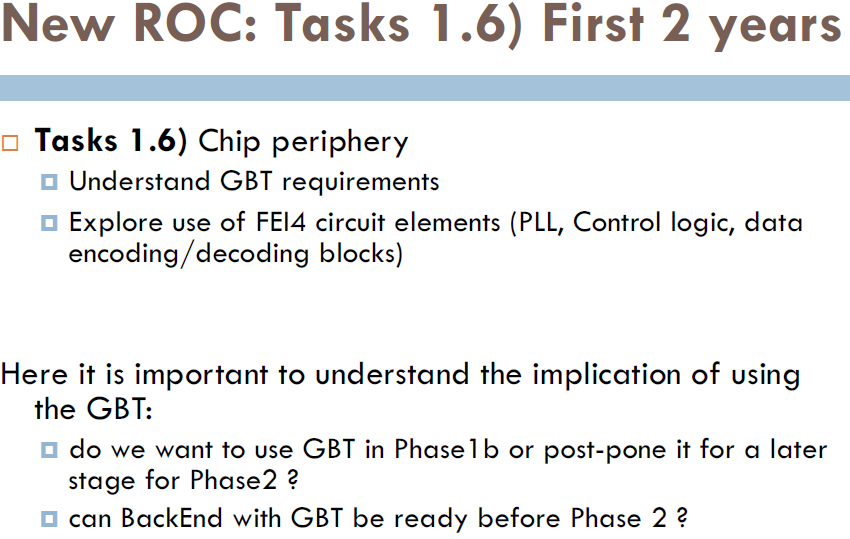 New ROC: Tasks 1.6) First 2 years
Tasks 1.6) Chip periphery
Understand GBT requirements
Explore use of FEI4 circuit elements (PLL, Control logic, data
encoding/decoding blocks)
Here it is important to understand the implication of using
the GBT:
do we want to use GBT in Phase1b or post-pone it for a later
stage for Phase2 ?
can BackEnd with GBT be ready before Phase 2 ?